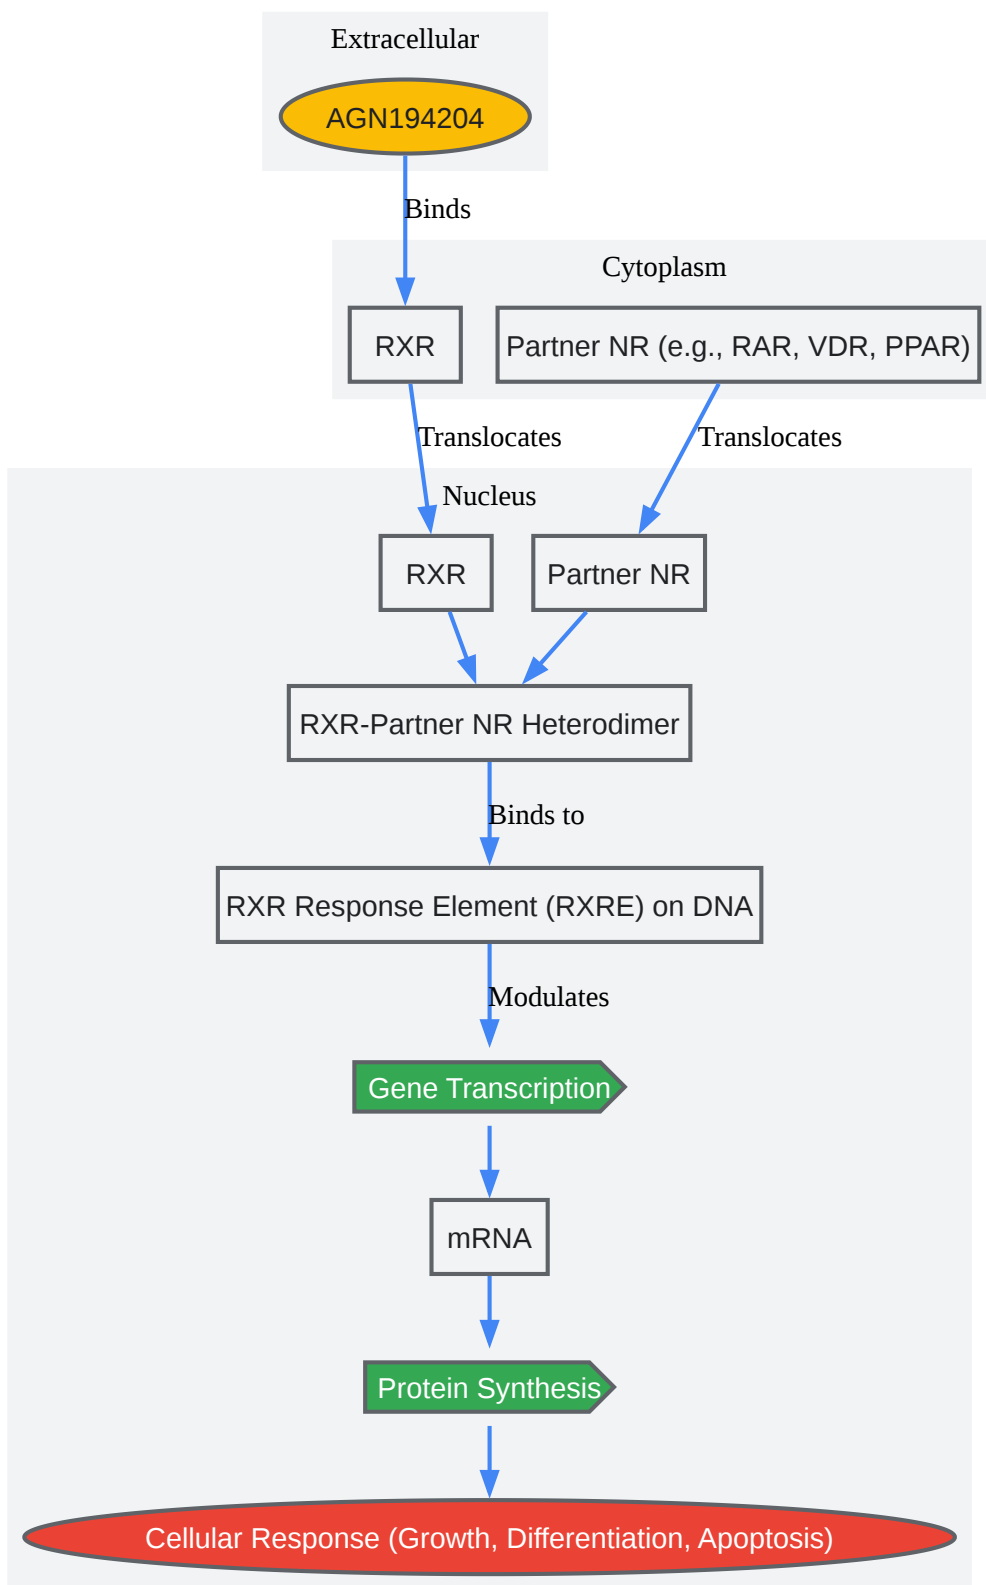 Extracellular
AGN194204
Binds
Cytoplasm
RXR
Partner NR (e.g., RAR, VDR, PPAR)
Translocates
Translocates
Nucleus
RXR
Partner NR
RXR-Partner NR Heterodimer
Binds to
RXR Response Element (RXRE) on DNA
Modulates
Gene Transcription
mRNA
Protein Synthesis
Cellular Response (Growth, Differentiation, Apoptosis)